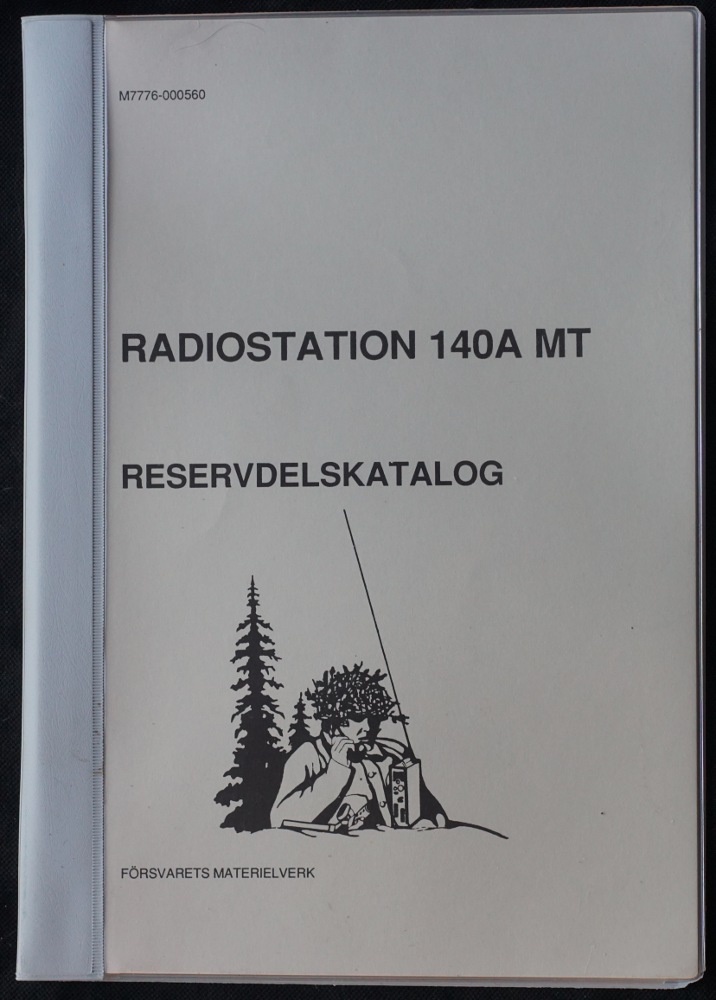 M7776-000560
RADIOSTATION 140A MT
RESERVDELSKATALOG
FÖRSVARETS MATERIELVERK